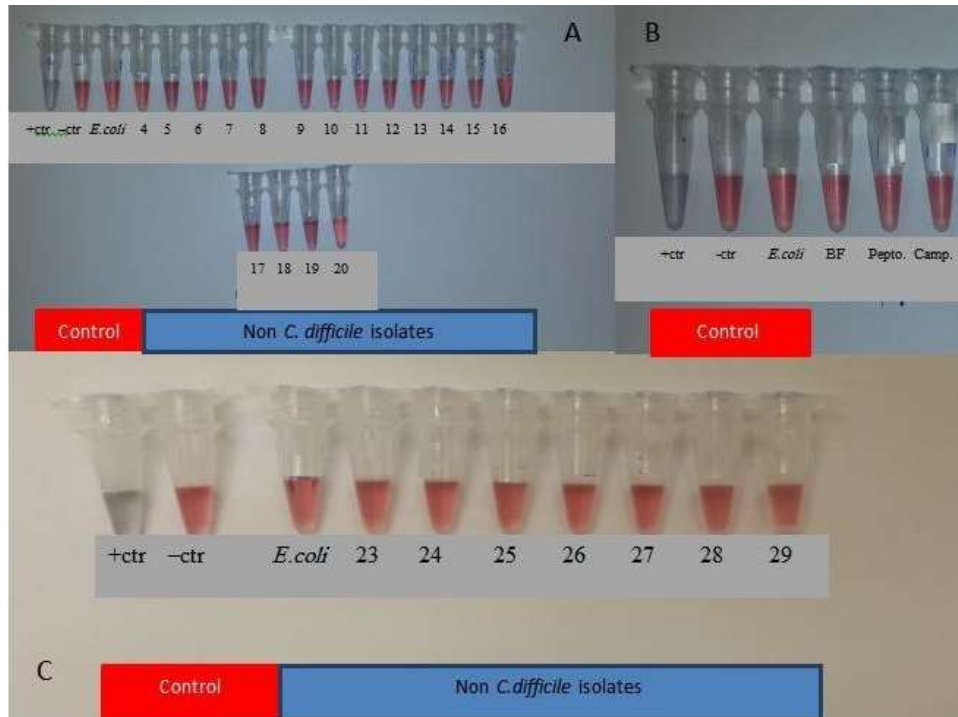 A
+ctr −ctr E.coli 4 5 6 7 8 9 10 11 12 13 14 15 16
17 18 19 20
Control Non C. difficile isolates
B
+ctr -ctr E.coli BF Pepto. Camp.
Control
+ctr −ctr E.coli 23 24 25 26 27 28 29
C
Control Non C.difficile isolates